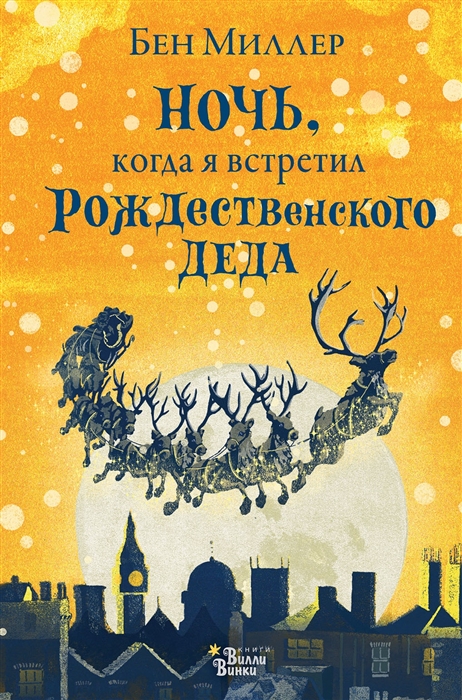 Бен Миллер
Ночь,
когда я встретил
Рождественского
Деда
книги
Вилли
Винки